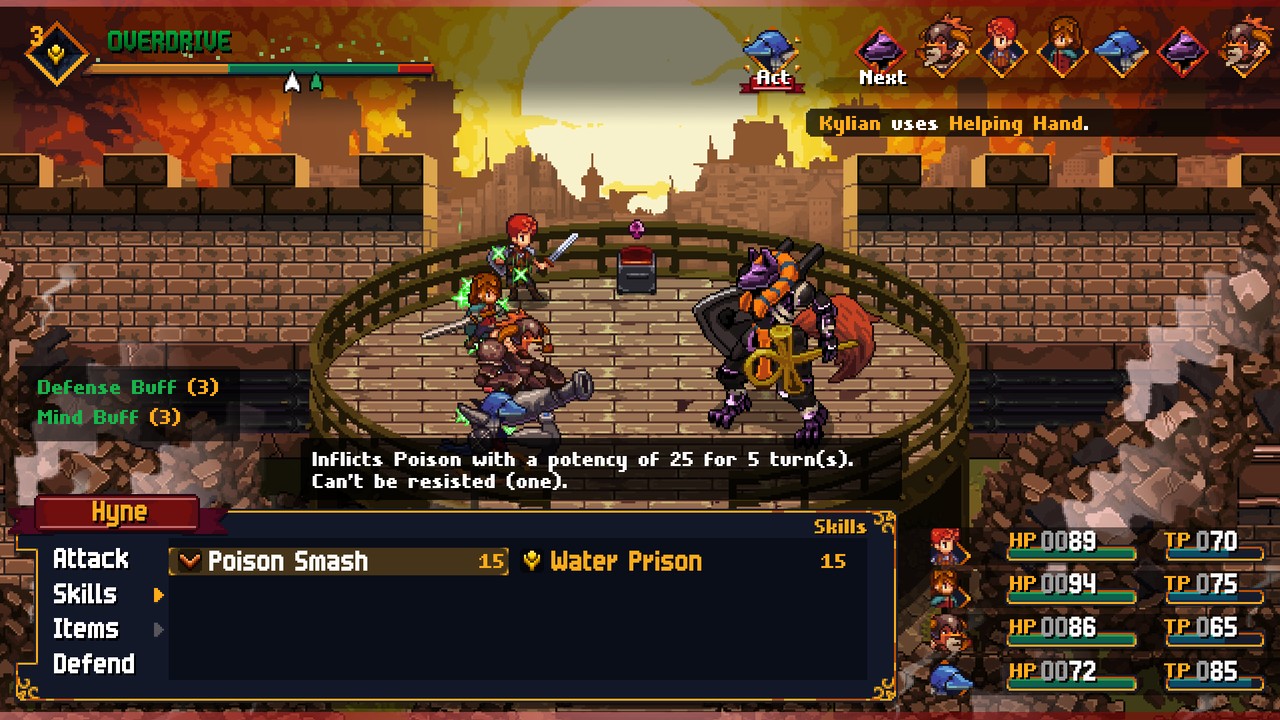 3
OVERDRIVE
Act
Next
Kylian uses Helping Hand.
Defense Buff (3)
Mind Buff (3)
Inflicts Poison with a potency of 25 for 5 turn(s).
Can't be resisted (one).
Hyne
Skills
Attack
Skills
Items
Defend
Poison Smash 15
Water Prison 15
HP 0089 TP 070
HP 0094 TP 075
HP 0086 TP 065
HP 0072 TP 085